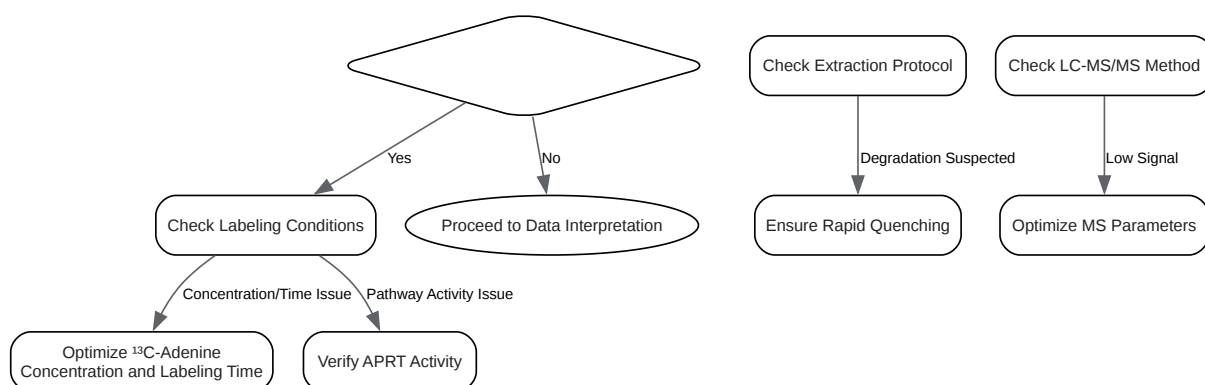 Check Extraction Protocol
Check LC-MS/MS Method
Yes
No
Degradation Suspected
Low Signal
Check Labeling Conditions
Proceed to Data Interpretation
Ensure Rapid Quenching
Optimize MS Parameters
Concentration/Time Issue
Pathway Activity Issue
Optimize ¹³C-Adenine
Concentration and Labeling Time
Verify APRT Activity